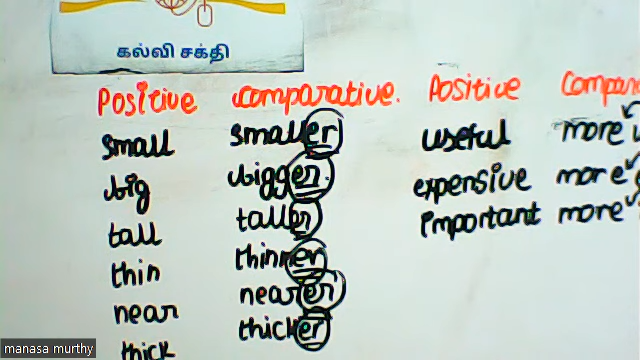 கல்வி சக்தி
Positive comparative. Positive
small smaller useful more
big bigger. expensive more
tall taller important more
thin thinner
near nearer
thick thicker
manasa murthy